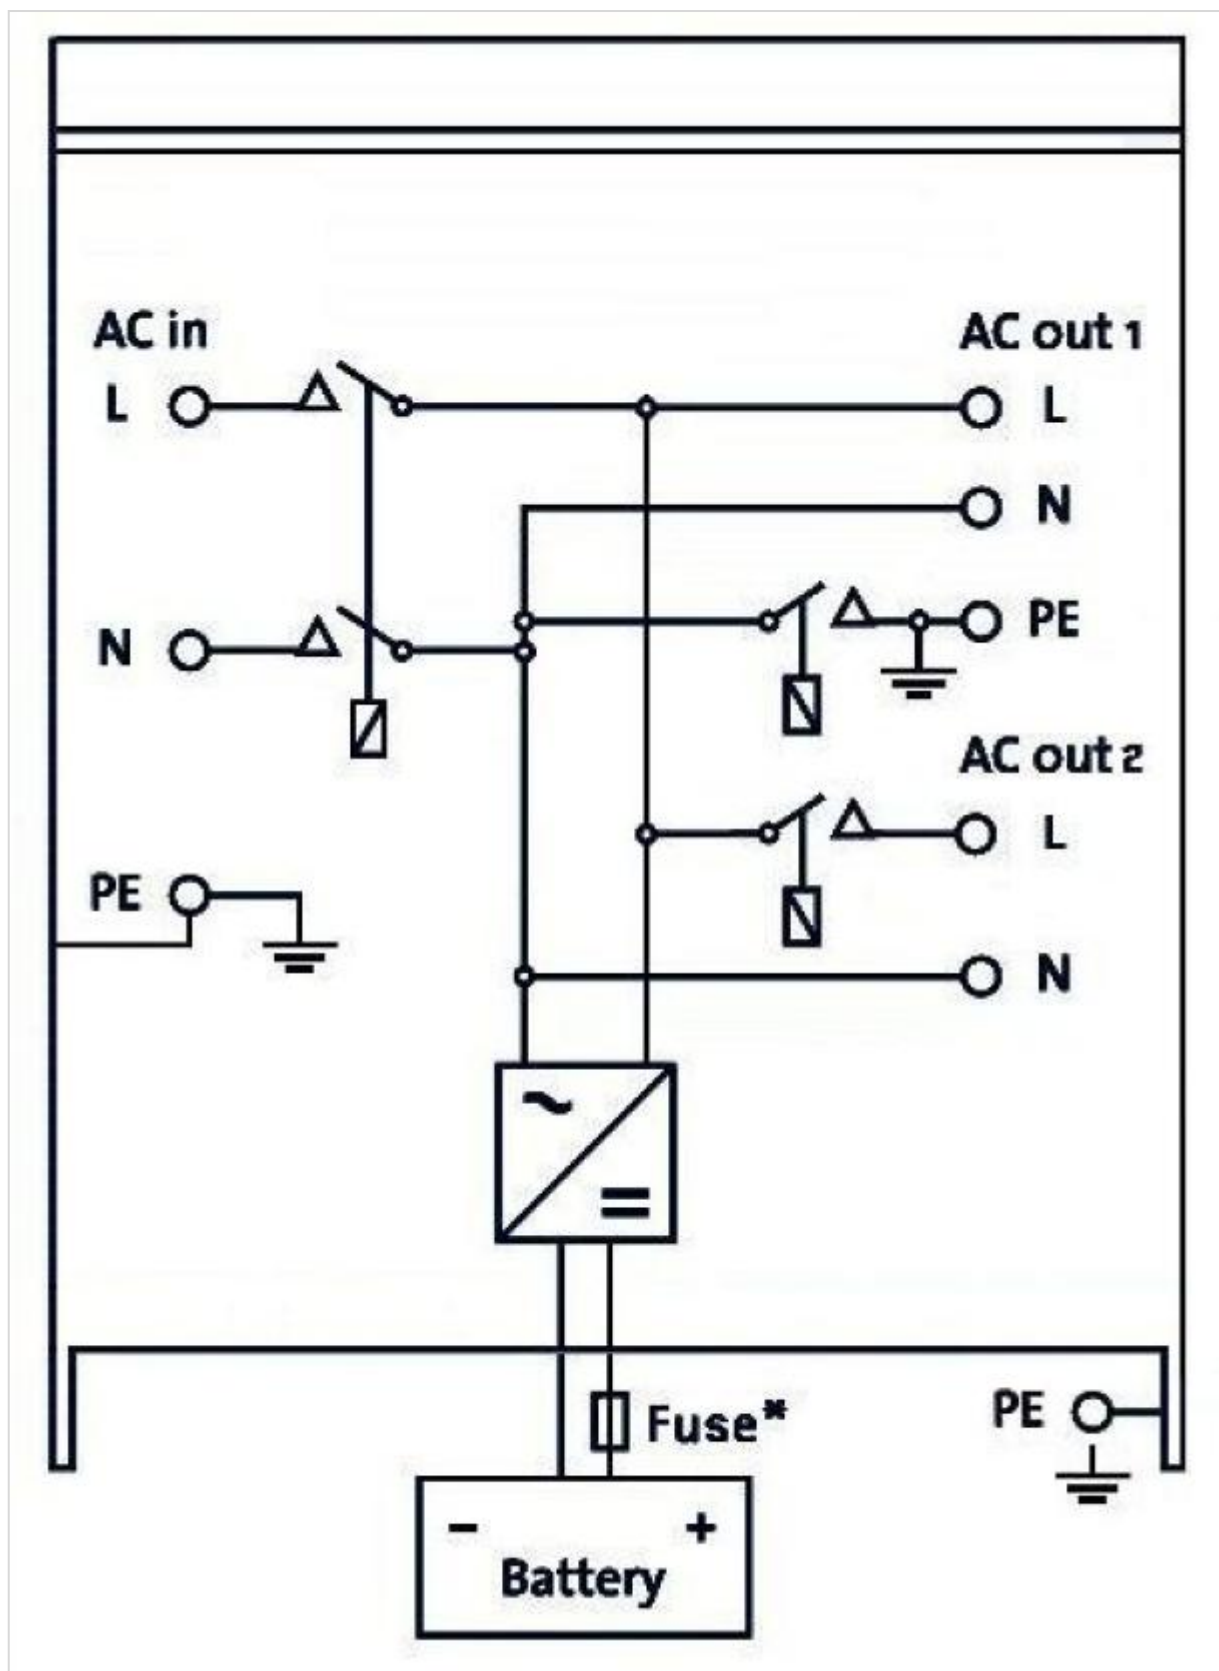 AC in
AC out 1
L
L
N
PE
N
AC out 2
L
PE
N
~
=
Fuse*
PE
- +
Battery